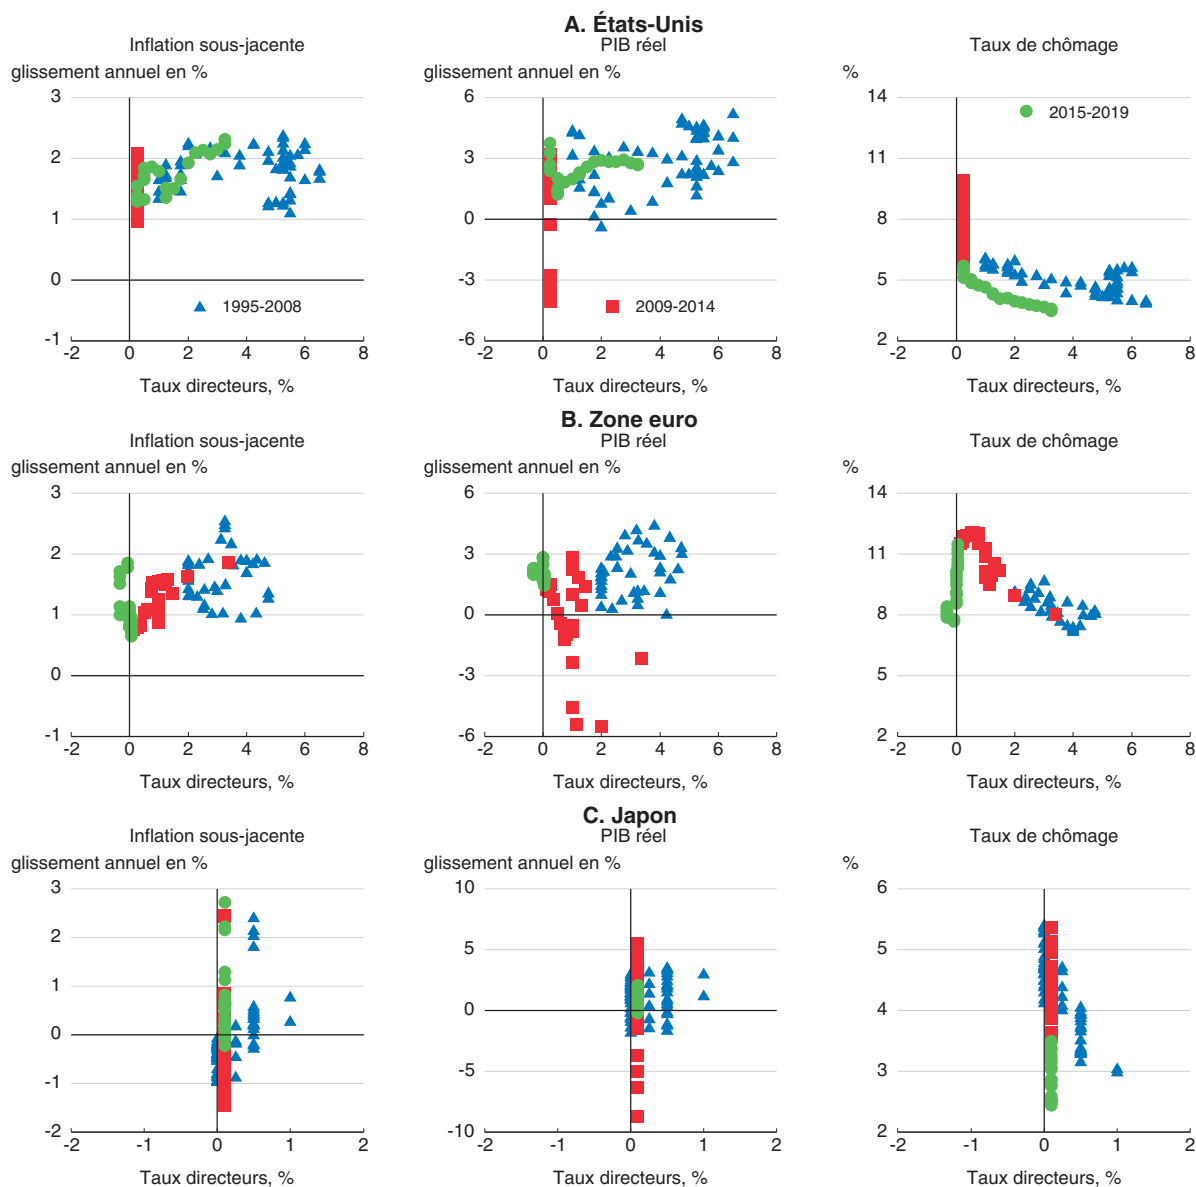 A. États-Unis
Inflation sous-jacente PIB réel Taux de chômage
glissement annuel en % glissement annuel en % %
3 6 14
2015-2019
2 3 11
1 0 8
0 -3 5
1995-2008 2009-2014
-1 -6 2
-2 0 2 4 6 8 -2 0 2 4 6 8 -2 0 2 4 6 8
Taux directeurs, % Taux directeurs, % Taux directeurs, %
B. Zone euro
Inflation sous-jacente PIB réel Taux de chômage
glissement annuel en % glissement annuel en % %
3 6 14
2 3 11
1 0 8
0 -3 5
-1 -6 2
-2 0 2 4 6 8 -2 0 2 4 6 8 -2 0 2 4 6 8
Taux directeurs, % Taux directeurs, % Taux directeurs, %
C. Japon
Inflation sous-jacente PIB réel Taux de chômage
glissement annuel en % glissement annuel en % %
3 10 6
2 5 5
1 0 4
0 -5 3
-1 -10 2
-2
-2 -1 0 1 2 -2 -1 0 1 2 -2 -1 0 1 2
Taux directeurs, % Taux directeurs, % Taux directeurs, %